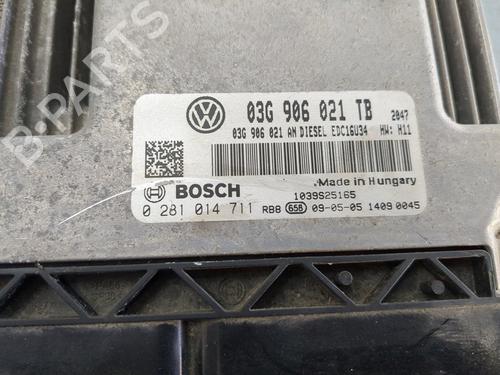 03G 906 021 TB 2047
03G 906 021 AN DIESEL EDC16U34 HW: H11
Made in Hungary
BOSCH
1039S25165
0 281 014 711 RBB 658 09-05-05 1409 0045
B-PARTS